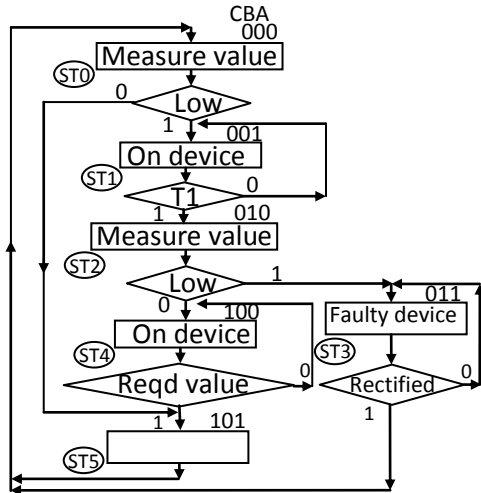 CBA
000
Measure value
ST0
0
Low
1
001
On device
ST1
T1
0
1
010
Measure value
ST2
Low
1
0
011
100
Faulty device
On device
ST3
ST4
0
0
Reqd value
Rectified
1
101
1
ST5